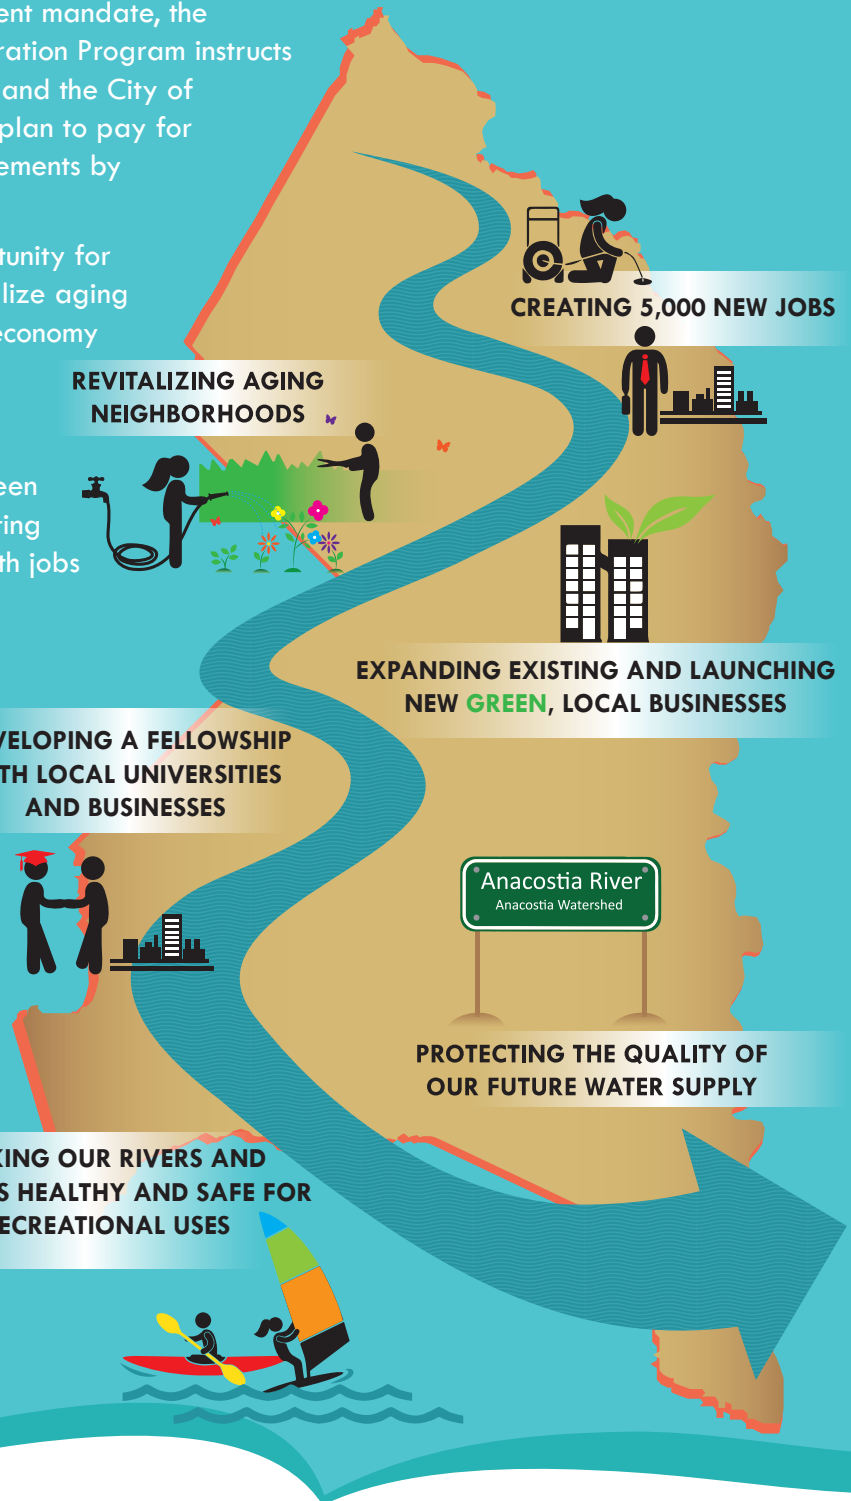 ent mandate, the
ration Program instructs
and the City of
plan to pay for
ements by
tunity for
lize aging
economy
CREATING 5,000 NEW JOBS
REVITALIZING AGING
NEIGHBORHOODS
een
ting
th jobs
EXPANDING EXISTING AND LAUNCHING
NEW GREEN, LOCAL BUSINESSES
VELOPING A FELLOWSHIP
TH LOCAL UNIVERSITIES
AND BUSINESSES
Anacostia River
Anacostia Watershed
PROTECTING THE QUALITY OF
OUR FUTURE WATER SUPPLY
KING OUR RIVERS AND
S HEALTHY AND SAFE FOR
ECREATIONAL USES